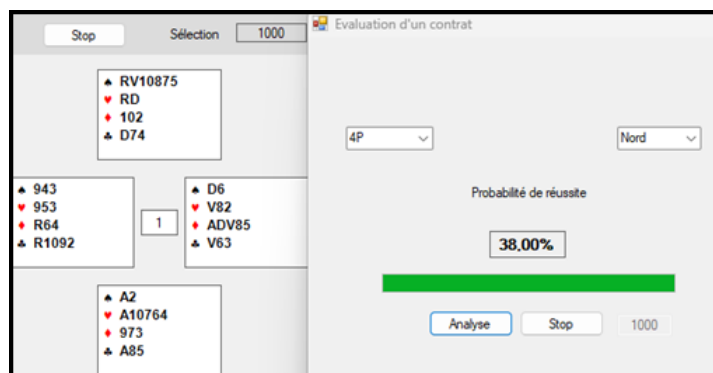 Stop Sélection 1000
♠ RV10875
♥ RD
♦ 102
♣ D74
♠ 943
♥ 953
♦ R64
♣ R1092
1
♠ D6
♥ V82
♦ ADV85
♣ V63
♠ A2
♥ A10764
♦ 973
♣ A85
Evaluation d'un contrat
4P Nord
Probabilité de réussite
38,00%
Analyse Stop 1000